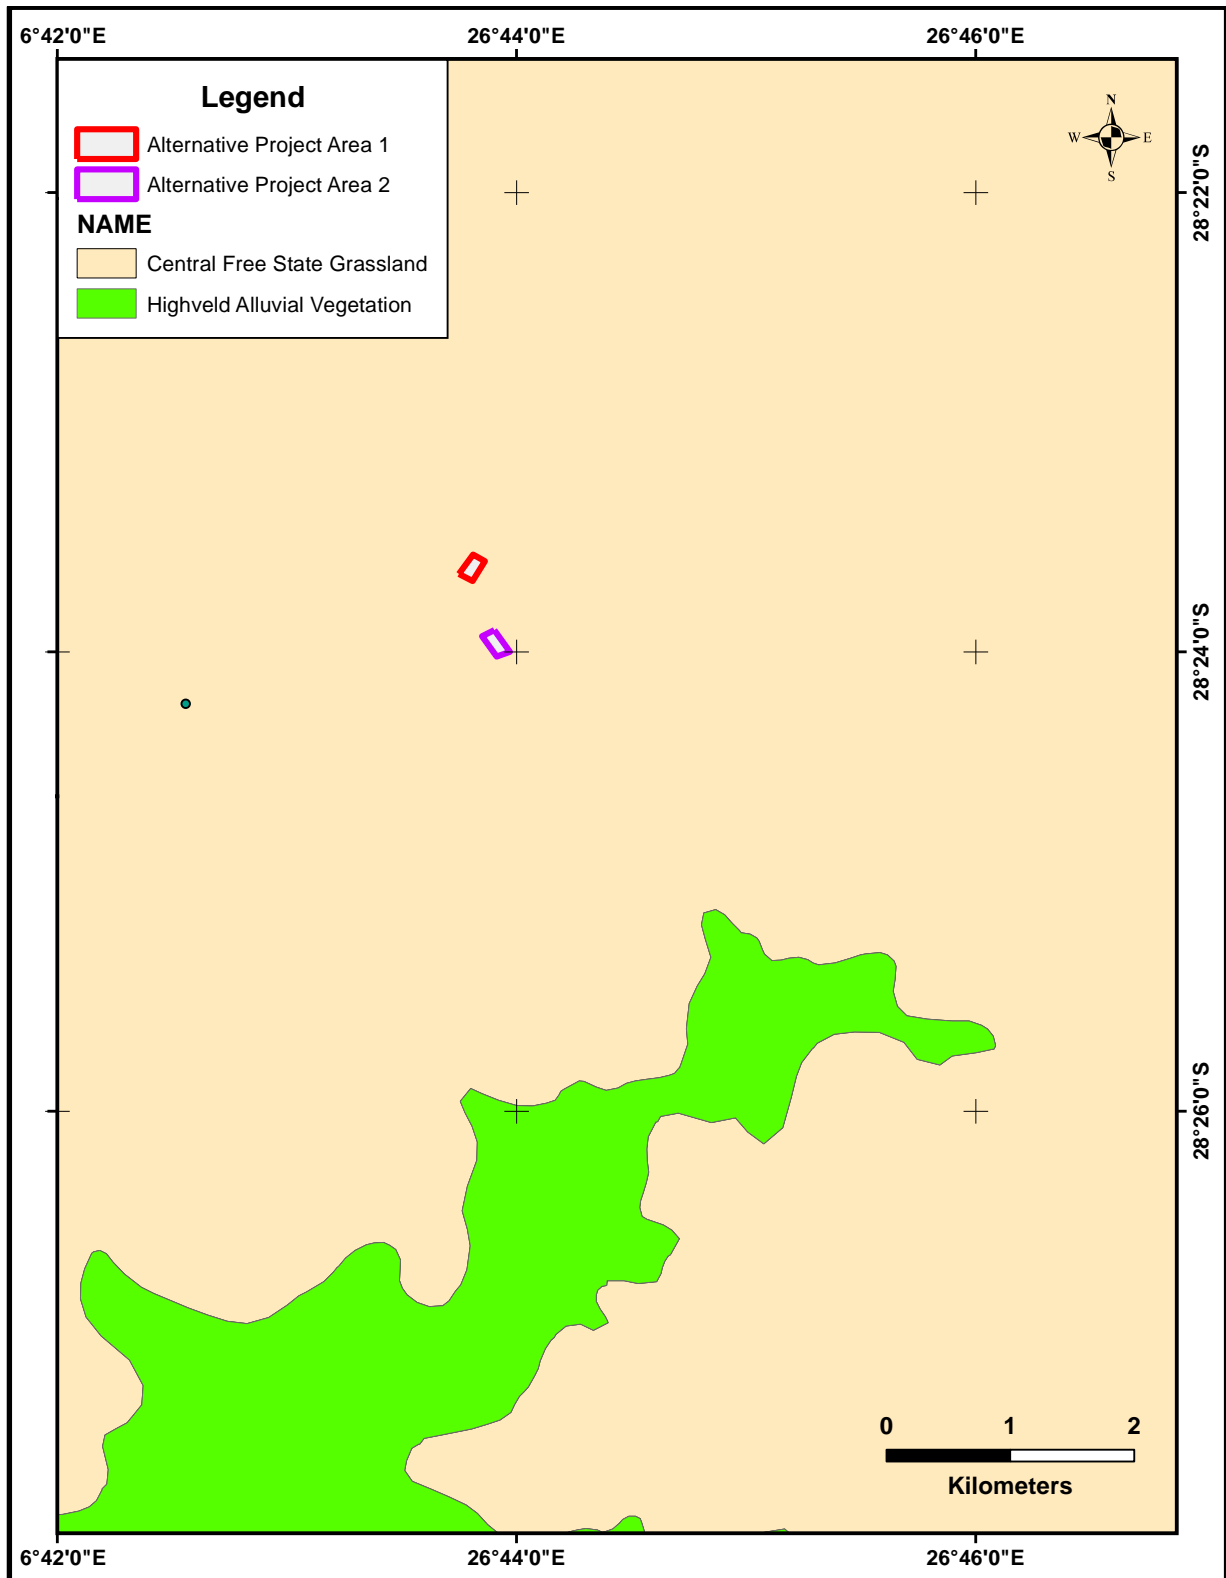 6°42'0"E 26°44'0"E 26°46'0"E
Legend
Alternative Project Area 1
Alternative Project Area 2
NAME
Central Free State Grassland
Highveld Alluvial Vegetation
N
W E
S
28°22'0"S
28°24'0"S
28°26'0"S
0 1 2
Kilometers
6°42'0"E 26°44'0"E 26°46'0"E